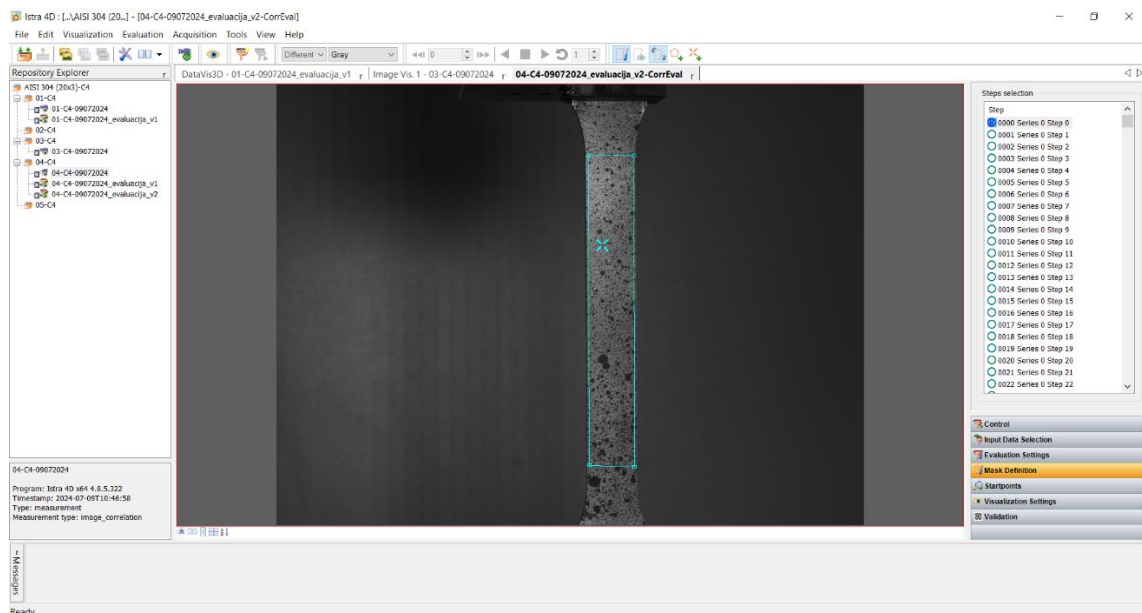 Istra 4D : [...\AISI 304 (20...] - [04-C4-09072024_evaluacija_v2-CorrEval]
File Edit Visualization Evaluation Acquisition Tools View Help
Different Gray 0 1
Repository Explorer
DataVis3D - 01-C4-09072024_evaluacija_v1 Image Vis. 1 - 03-C4-09072024 04-C4-09072024_evaluacija_v2-CorrEval
AISI 304 (20x3)-C4
01-C4
01-C4-09072024
01-C4-09072024_evaluacija_v1
02-C4
03-C4
03-C4-09072024
04-C4
04-C4-09072024
04-C4-09072024_evaluacija_v1
04-C4-09072024_evaluacija_v2
05-C4
04-C4-09072024
Program: Istra 4D x64 4.8.5.322
Timestamp: 2024-07-09T10:46:58
Type: measurement
Measurement type: image_correlation
Steps selection
Step
0000 Series 0 Step 0
0001 Series 0 Step 1
0002 Series 0 Step 2
0003 Series 0 Step 3
0004 Series 0 Step 4
0005 Series 0 Step 5
0006 Series 0 Step 6
0007 Series 0 Step 7
0008 Series 0 Step 8
0009 Series 0 Step 9
0010 Series 0 Step 10
0011 Series 0 Step 11
0012 Series 0 Step 12
0013 Series 0 Step 13
0014 Series 0 Step 14
0015 Series 0 Step 15
0016 Series 0 Step 16
0017 Series 0 Step 17
0018 Series 0 Step 18
0019 Series 0 Step 19
0020 Series 0 Step 20
0021 Series 0 Step 21
0022 Series 0 Step 22
Control
Input Data Selection
Evaluation Settings
Mask Definition
Startpoints
Visualization Settings
Validation
Messages
Ready